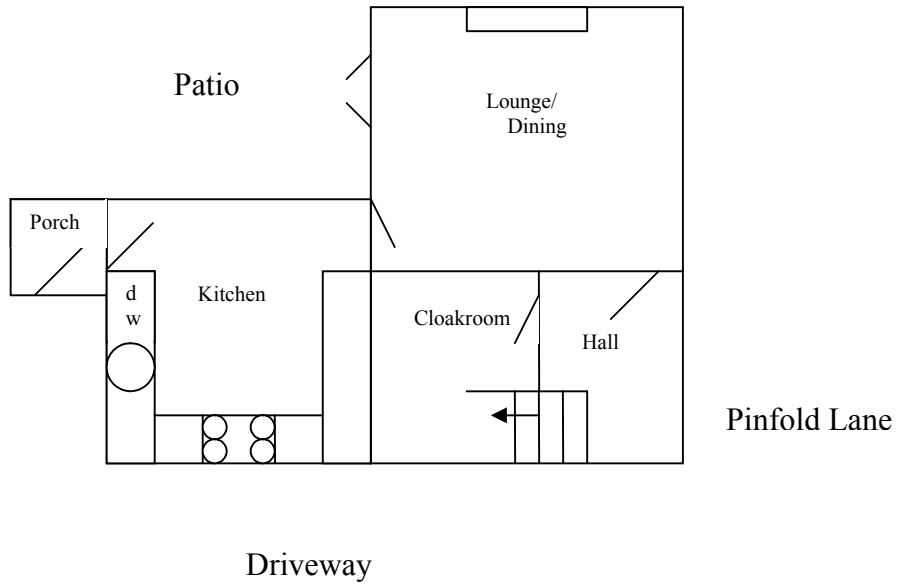 Patio
Lounge/
Dining
Porch
d
w
Kitchen
Cloakroom
Hall
Pinfold Lane
Driveway